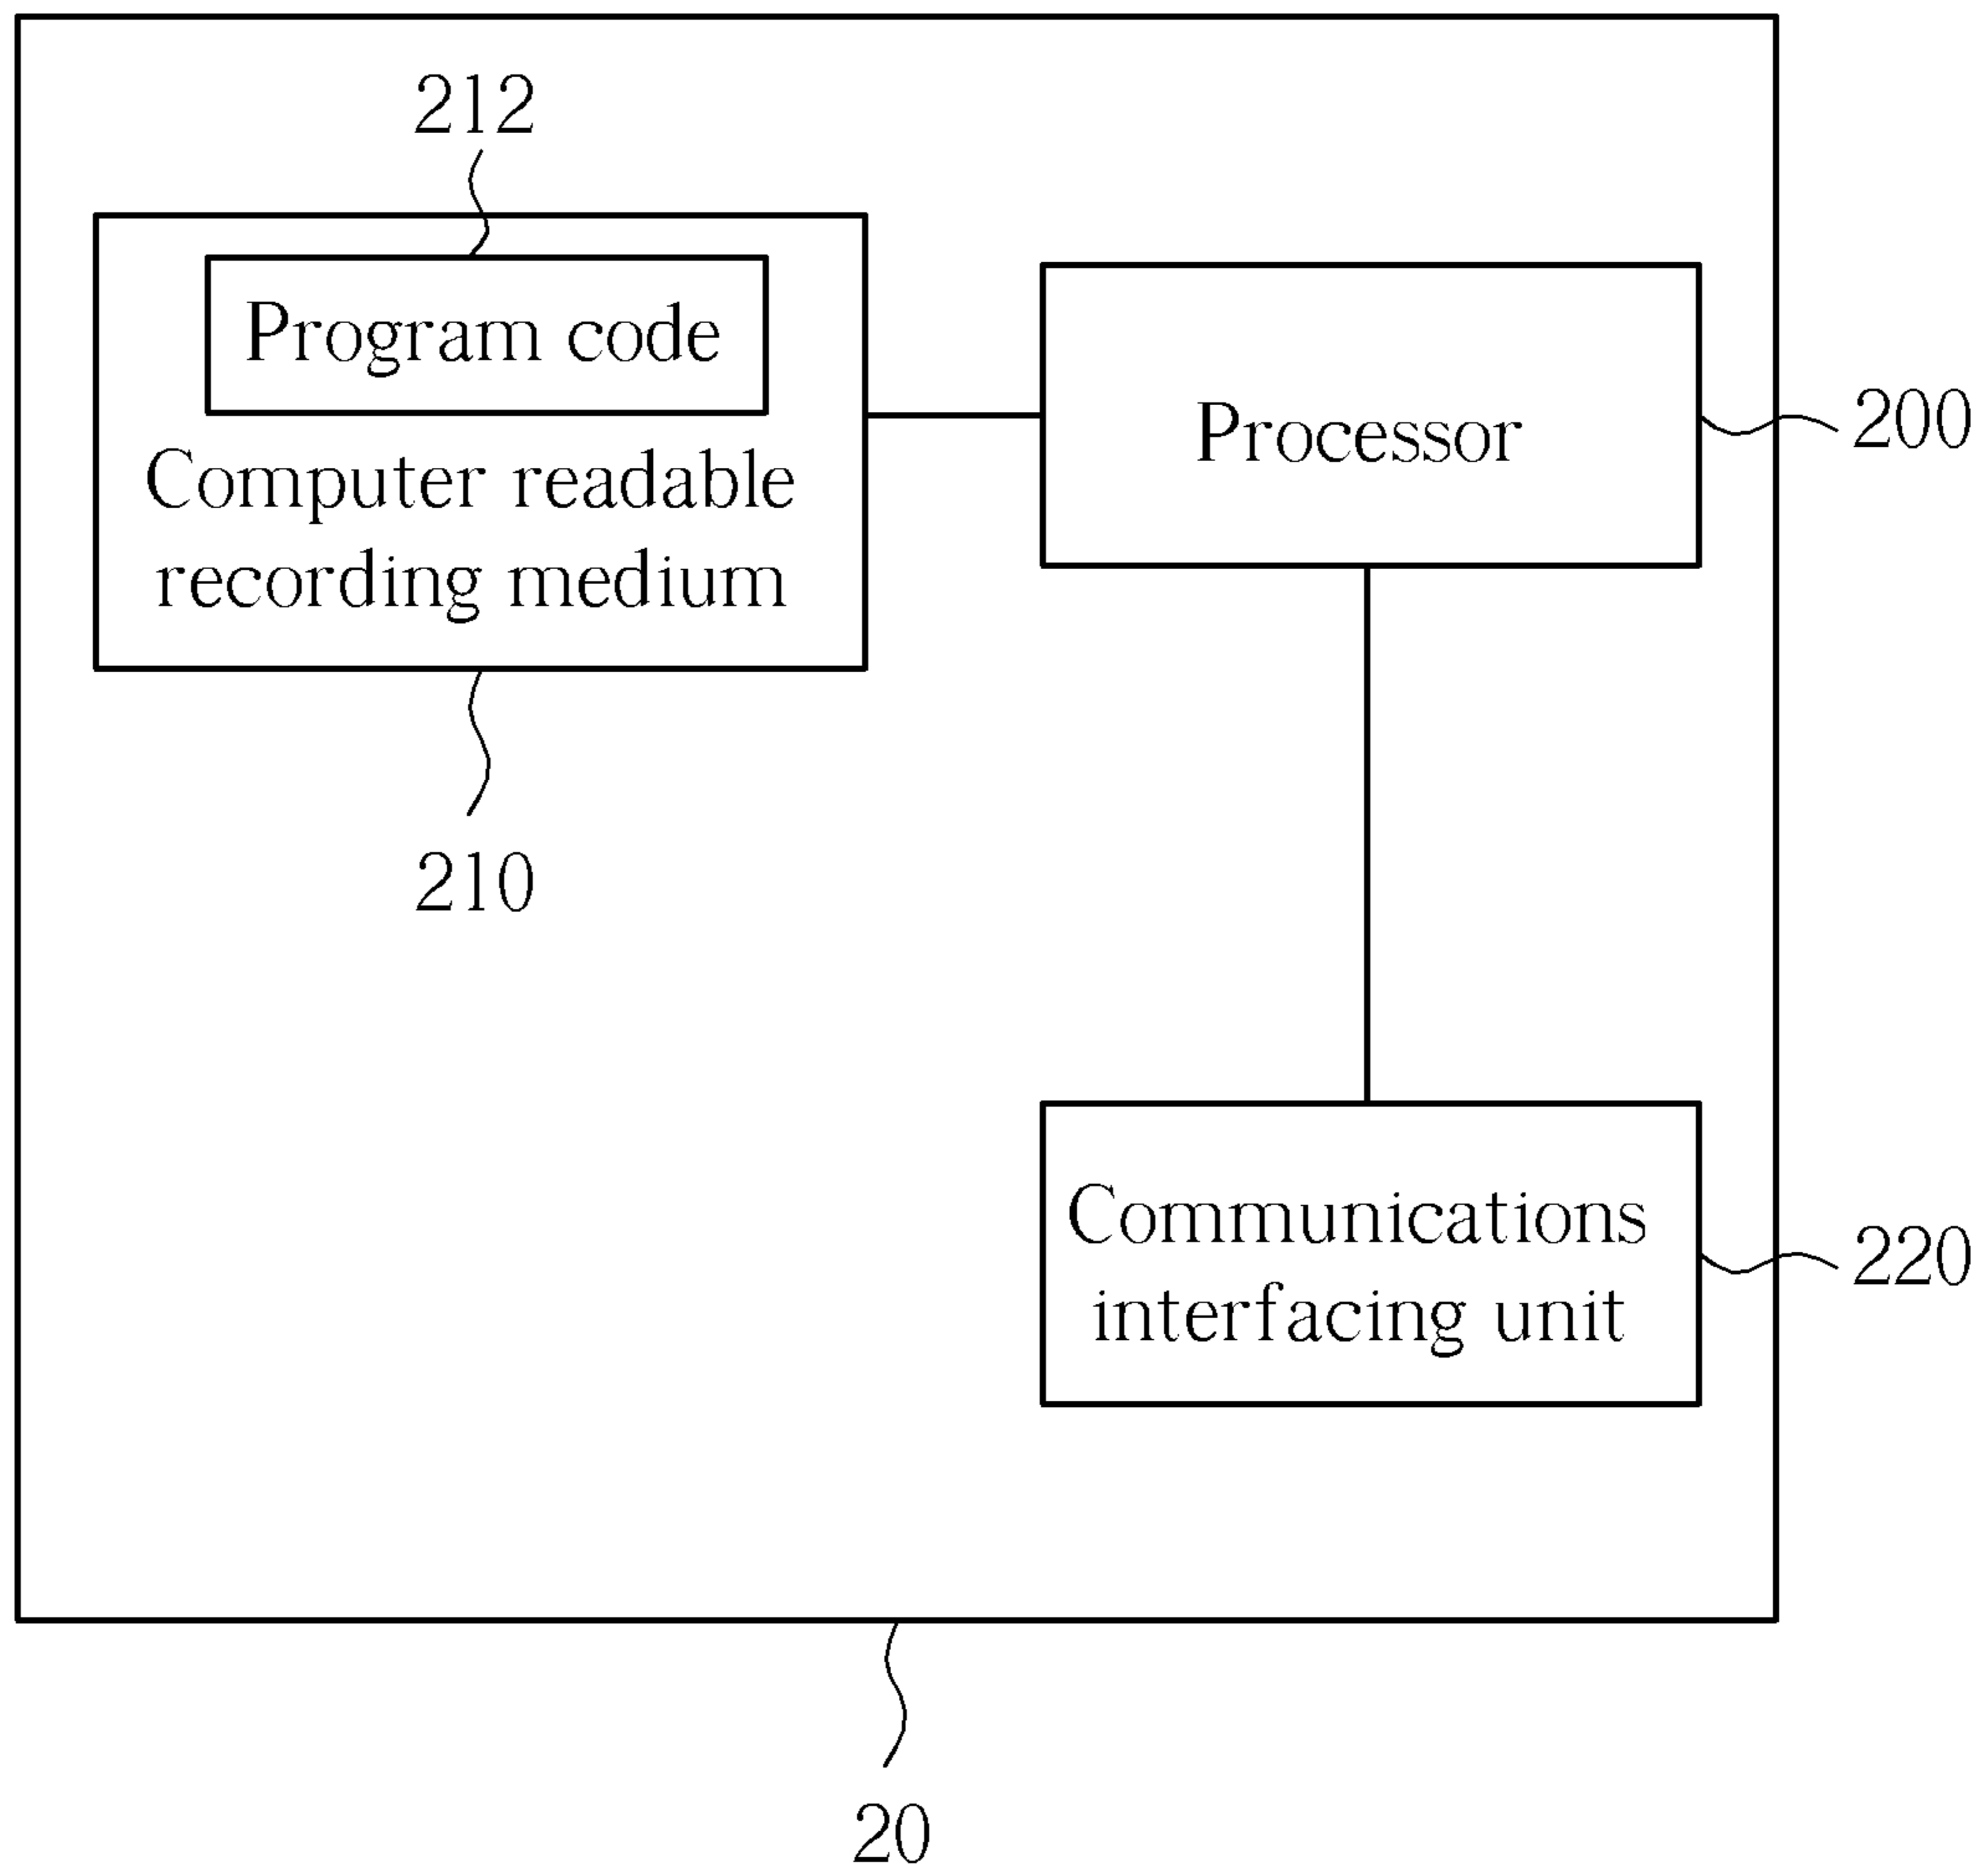 212
Program code
Computer readable
recording medium
210
Processor
200
Communications
interfacing unit
220
20